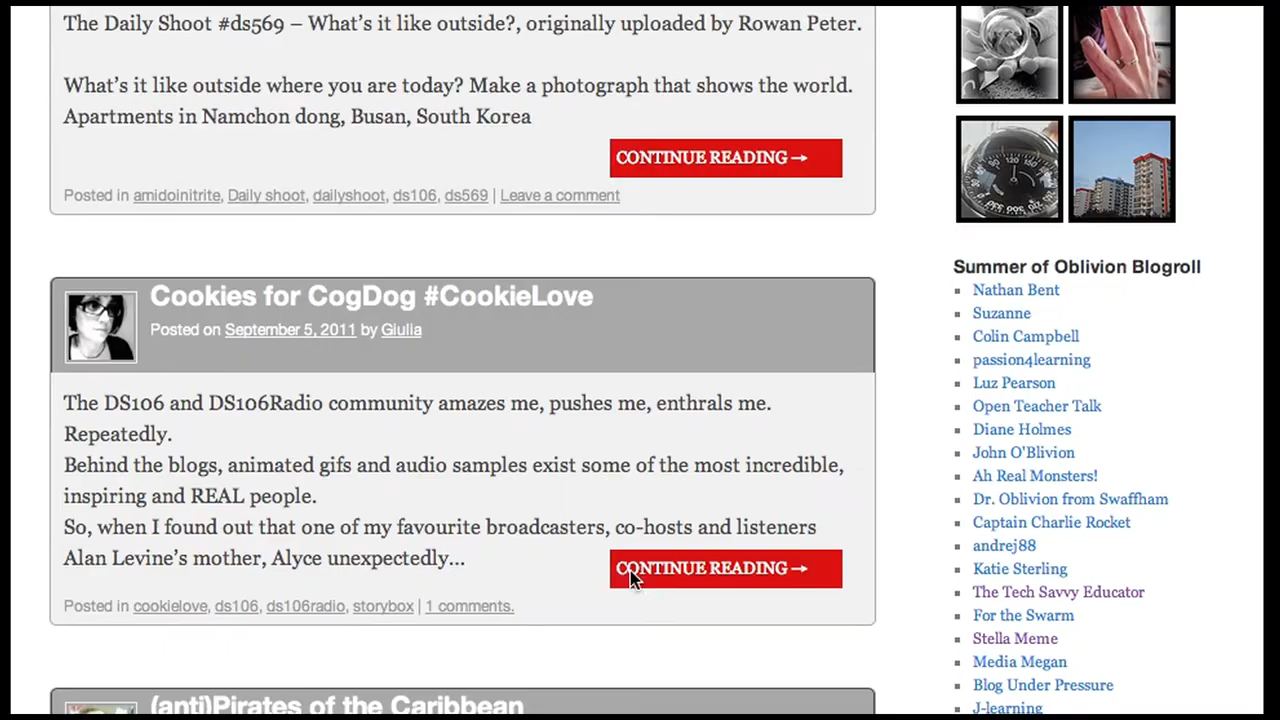 The Daily Shoot #ds569 – What's it like outside?, originally uploaded by Rowan Peter.
What's it like outside where you are today? Make a photograph that shows the world.
Apartments in Namchon dong, Busan, South Korea
CONTINUE READING →
Posted in amidoinitrite, Daily shoot, dailyshoot, ds106, ds569 | Leave a comment
Cookies for CogDog #CookieLove
Posted on September 5, 2011 by Giulia
The DS106 and DS106Radio community amazes me, pushes me, enthrals me.
Repeatedly.
Behind the blogs, animated gifs and audio samples exist some of the most incredible,
inspiring and REAL people.
So, when I found out that one of my favourite broadcasters, co-hosts and listeners
Alan Levine's mother, Alyce unexpectedly...
CONTINUE READING →
Posted in cookielove, ds106, ds106radio, storybox | 1 comments.
(anti)Pirates of the Caribbean
Summer of Oblivion Blogroll
Nathan Bent
Suzanne
Colin Campbell
passion4learning
Luz Pearson
Open Teacher Talk
Diane Holmes
John O'Blivion
Ah Real Monsters!
Dr. Oblivion from Swaffham
Captain Charlie Rocket
andrej88
Katie Sterling
The Tech Savvy Educator
For the Swarm
Stella Meme
Media Megan
Blog Under Pressure
J-learning